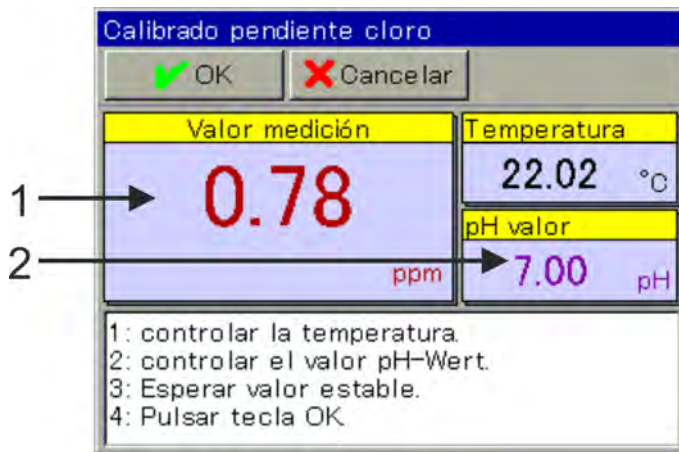 Calibrado pendiente cloro
OK Cancelar
Valor medición Temperatura
0.78 22.02 °C
1
pH valor
2
ppm 7.00 pH
1: controlar la temperatura.
2: controlar el valor pH-Wert.
3: Esperar valor estable.
4: Pulsar tecla OK